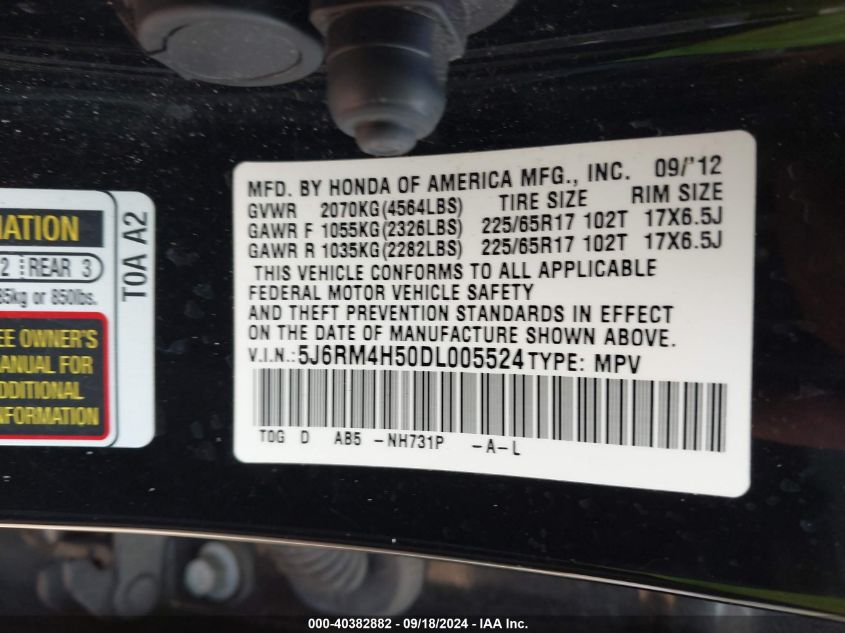 MFD. BY HONDA OF AMERICA MFG., INC. 09/'12
GVWR 2070KG(4564LBS) TIRE SIZE RIM SIZE
GAWR F 1055KG(2326LBS) 225/65R17 102T 17X6.5J
GAWR R 1035KG(2282LBS) 225/65R17 102T 17X6.5J
THIS VEHICLE CONFORMS TO ALL APPLICABLE
FEDERAL MOTOR VEHICLE SAFETY
AND THEFT PREVENTION STANDARDS IN EFFECT
ON THE DATE OF MANUFACTURE SHOWN ABOVE.
V.I.N.: 5J6RM4H50DL005524 TYPE: MPV
T0G D AB5 -NH731P -A-L
MATION
2 REAR 3
85kg or 850lbs.
EE OWNER'S
ANUAL FOR
DDITIONAL
NFORMATION
T0A A2
000-40382882 - 09/18/2024 - IAA Inc.